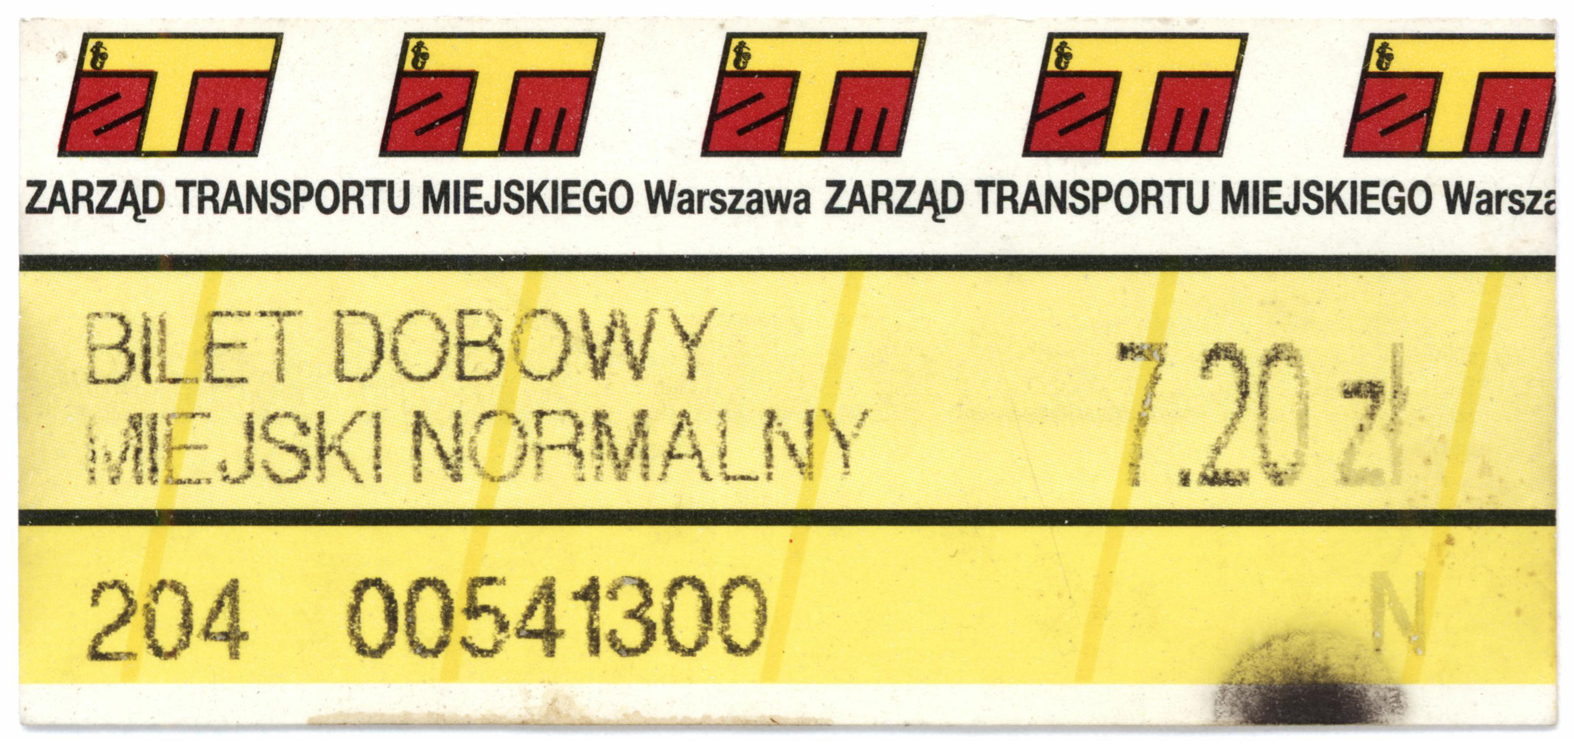 ZTM ZTM ZTM ZTM ZTM
ZARZĄD TRANSPORTU MIEJSKIEGO Warszawa ZARZĄD TRANSPORTU MIEJSKIEGO Warsza
BILET DOBOWY
MIEJSKI NORMALNY 7.20 zł
204 00541300 N